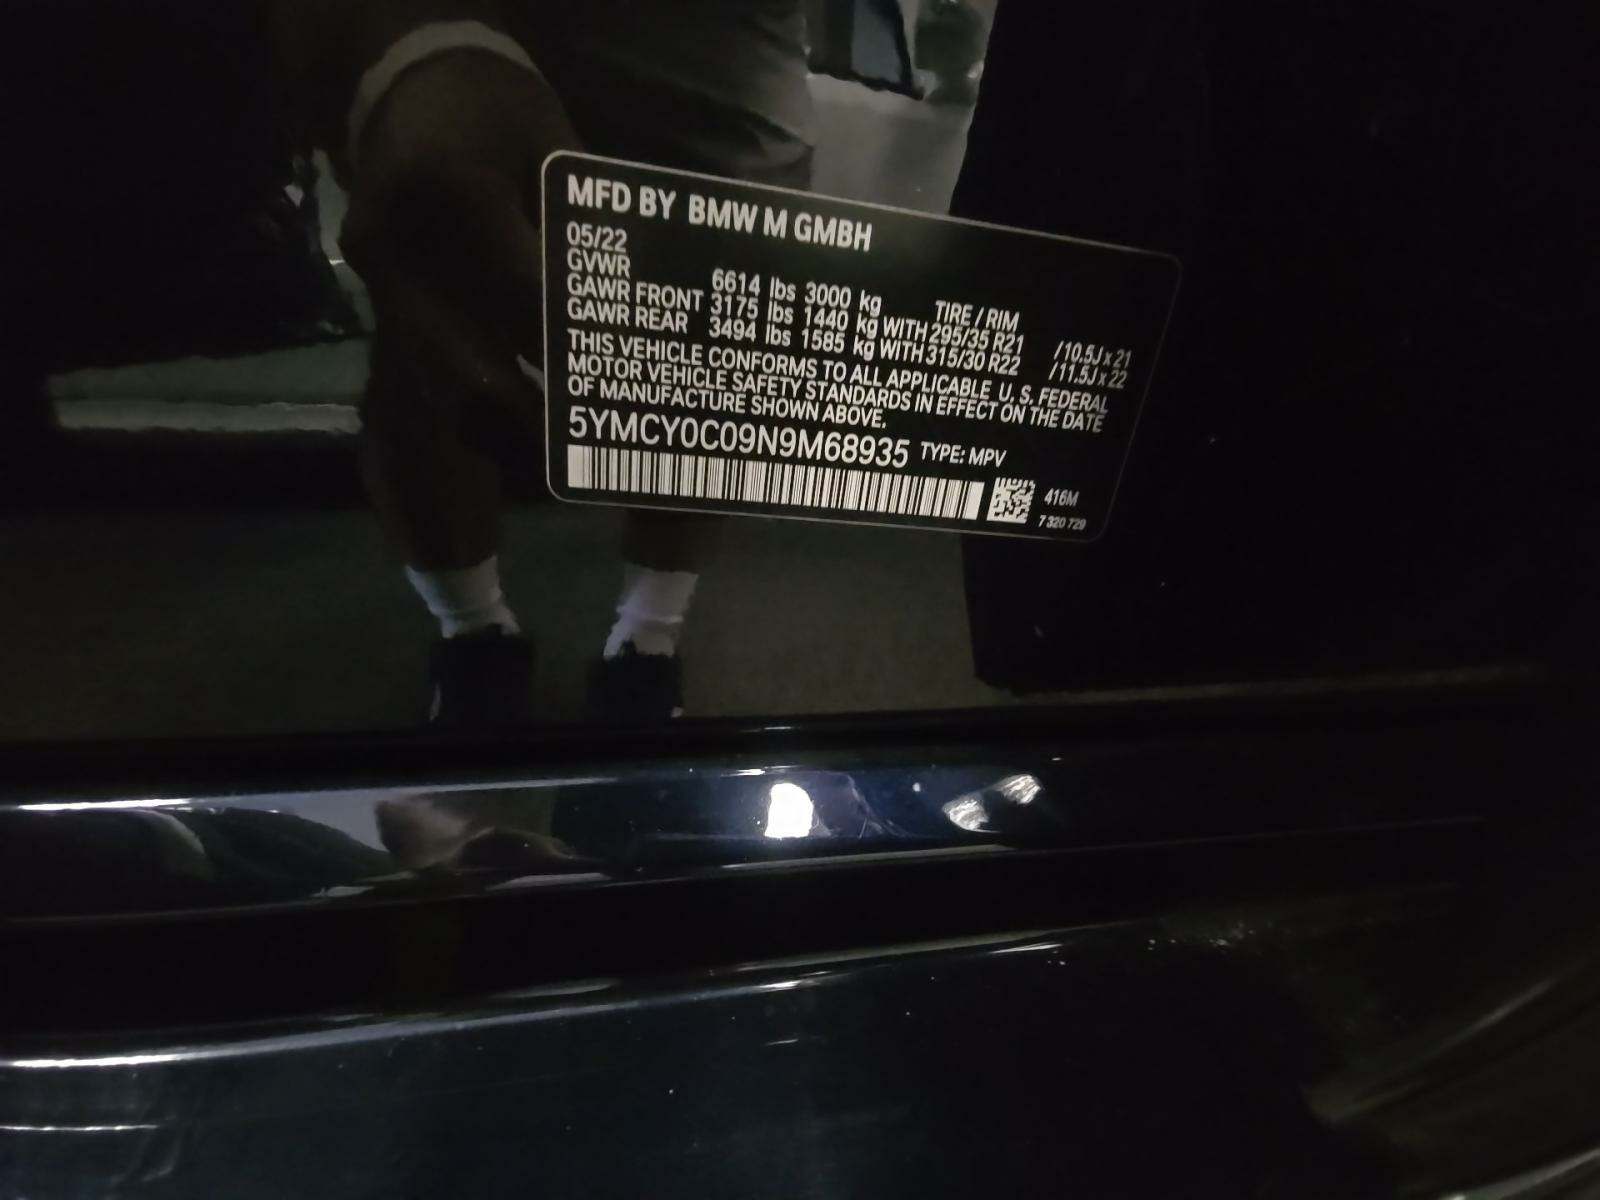 MFD BY BMW M GMBH
05/22
GVWR 6614 lbs 3000 kg TIRE / RIM
GAWR FRONT 3175 lbs 1440 kg WITH 295/35 R21 /10.5J x 21
GAWR REAR 3494 lbs 1585 kg WITH 315/30 R22 /11.5J x 22
THIS VEHICLE CONFORMS TO ALL APPLICABLE U. S. FEDERAL
MOTOR VEHICLE SAFETY STANDARDS IN EFFECT ON THE DATE
OF MANUFACTURE SHOWN ABOVE.
5YMCY0C09N9M68935 TYPE: MPV
416M
7 320 729